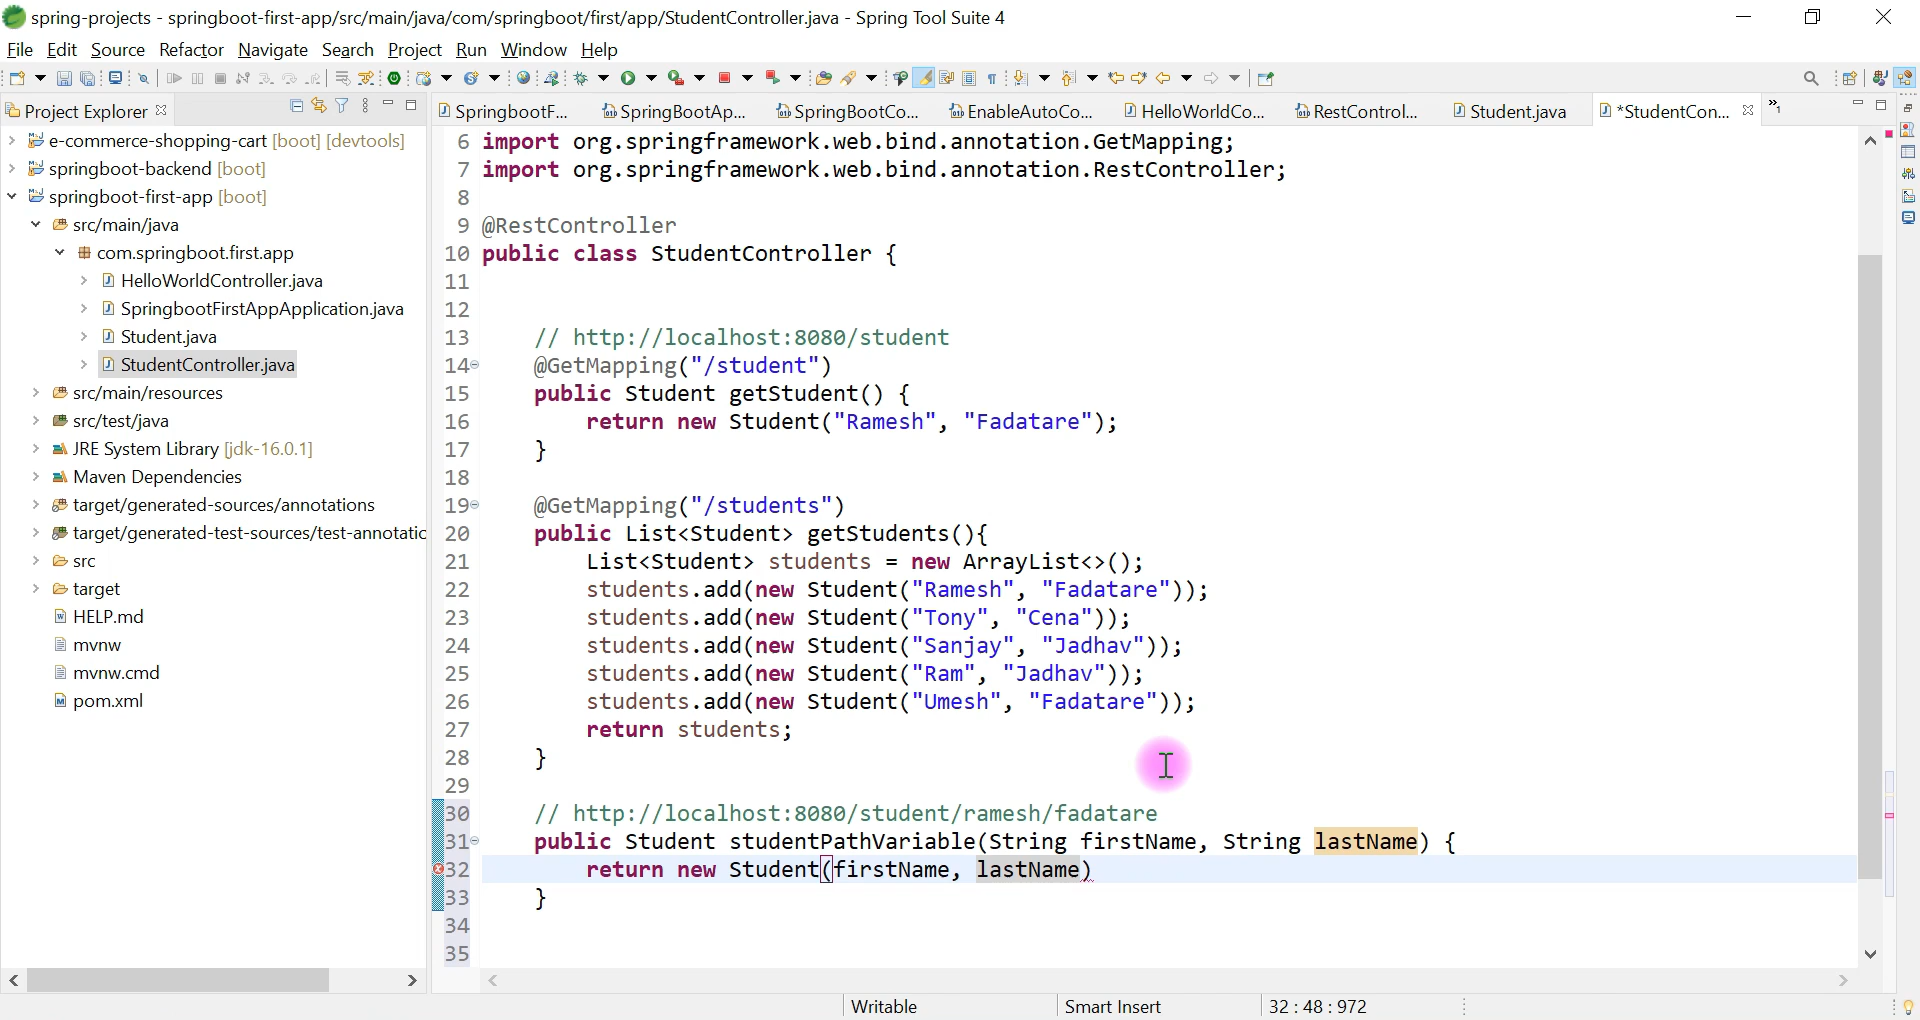 spring-projects - springboot-first-app/src/main/java/com/springboot/first/app/StudentController.java - Spring Tool Suite 4
File Edit Source Refactor Navigate Search Project Run Window Help
Project Explorer
SpringbootF...
SpringBootAp...
SpringBootCo...
EnableAutoCo...
HelloWorldCo...
RestControl...
Student.java
*StudentCon...
»1
e-commerce-shopping-cart [boot] [devtools]
springboot-backend [boot]
springboot-first-app [boot]
src/main/java
com.springboot.first.app
HelloWorldController.java
SpringbootFirstAppApplication.java
Student.java
StudentController.java
src/main/resources
src/test/java
JRE System Library [jdk-16.0.1]
Maven Dependencies
target/generated-sources/annotations
target/generated-test-sources/test-annotatic
src
target
HELP.md
mvnw
mvnw.cmd
pom.xml
6 import org.springframework.web.bind.annotation.GetMapping;
7 import org.springframework.web.bind.annotation.RestController;
8
9 @RestController
10 public class StudentController {
11
12
13 // http://localhost:8080/student
14 @GetMapping("/student")
15 public Student getStudent() {
16 return new Student("Ramesh", "Fadatare");
17 }
18
19 @GetMapping("/students")
20 public List<Student> getStudents(){
21 List<Student> students = new ArrayList<>();
22 students.add(new Student("Ramesh", "Fadatare"));
23 students.add(new Student("Tony", "Cena"));
24 students.add(new Student("Sanjay", "Jadhav"));
25 students.add(new Student("Ram", "Jadhav"));
26 students.add(new Student("Umesh", "Fadatare"));
27 return students;
28 }
29
30 // http://localhost:8080/student/ramesh/fadatare
31 public Student studentPathVariable(String firstName, String lastName) {
32 return new Student(firstName, lastName)
33 }
34
35
Writable
Smart Insert
32 : 48 : 972